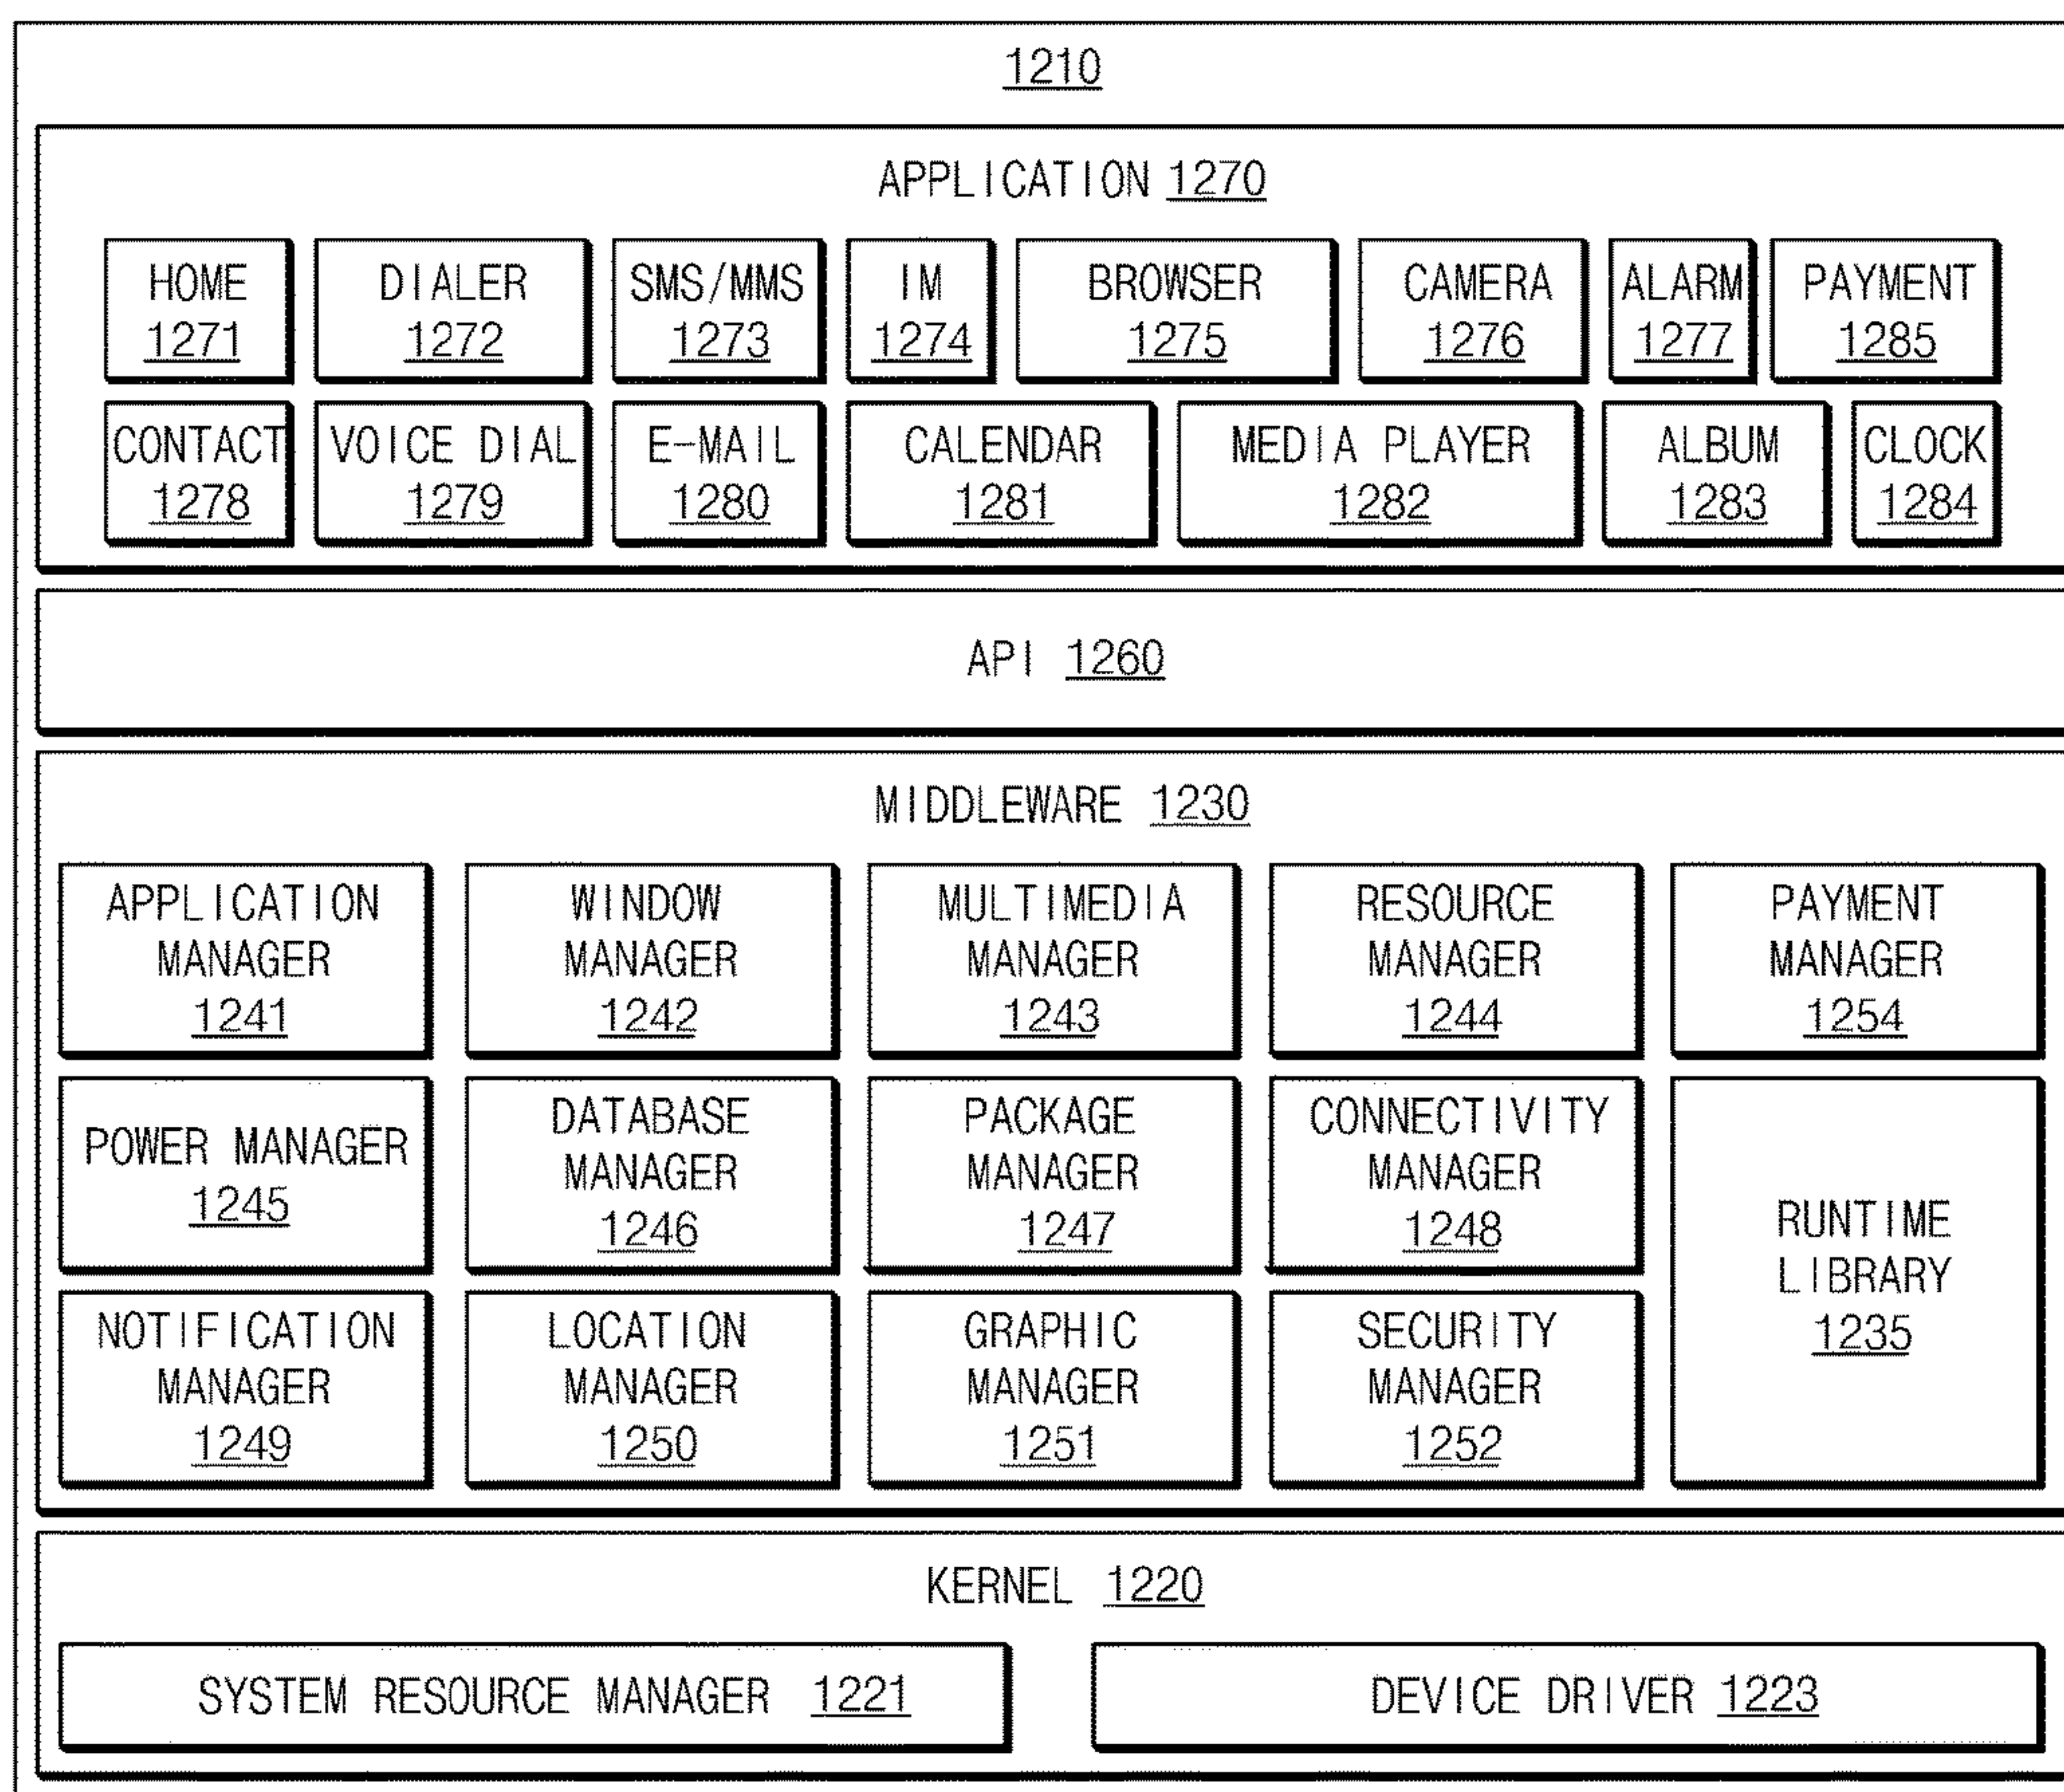 1210
APPLICATION 1270
HOME
1271
DIALER
1272
SMS/MMS
1273
IM
1274
BROWSER
1275
CAMERA
1276
ALARM
1277
PAYMENT
1285
CONTACT
1278
VOICE DIAL
1279
E-MAIL
1280
CALENDAR
1281
MEDIA PLAYER
1282
ALBUM
1283
CLOCK
1284
API 1260
MIDDLEWARE 1230
APPLICATION
MANAGER
1241
WINDOW
MANAGER
1242
MULTIMEDIA
MANAGER
1243
RESOURCE
MANAGER
1244
PAYMENT
MANAGER
1254
POWER MANAGER
1245
DATABASE
MANAGER
1246
PACKAGE
MANAGER
1247
CONNECTIVITY
MANAGER
1248
RUNTIME
LIBRARY
1235
NOTIFICATION
MANAGER
1249
LOCATION
MANAGER
1250
GRAPHIC
MANAGER
1251
SECURITY
MANAGER
1252
KERNEL 1220
SYSTEM RESOURCE MANAGER 1221
DEVICE DRIVER 1223